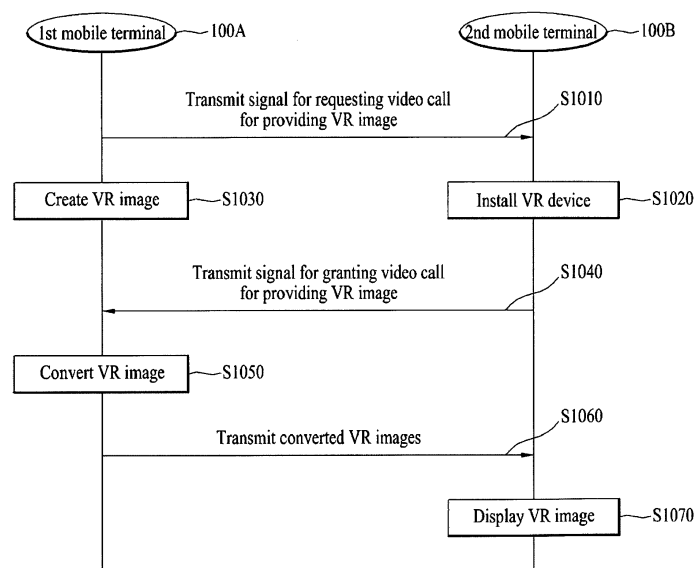 1st mobile terminal
100A
2nd mobile terminal
100B
Transmit signal for requesting video call
for providing VR image
S1010
Create VR image
S1030
Install VR device
S1020
Transmit signal for granting video call
for providing VR image
S1040
Convert VR image
S1050
Transmit converted VR images
S1060
Display VR image
S1070